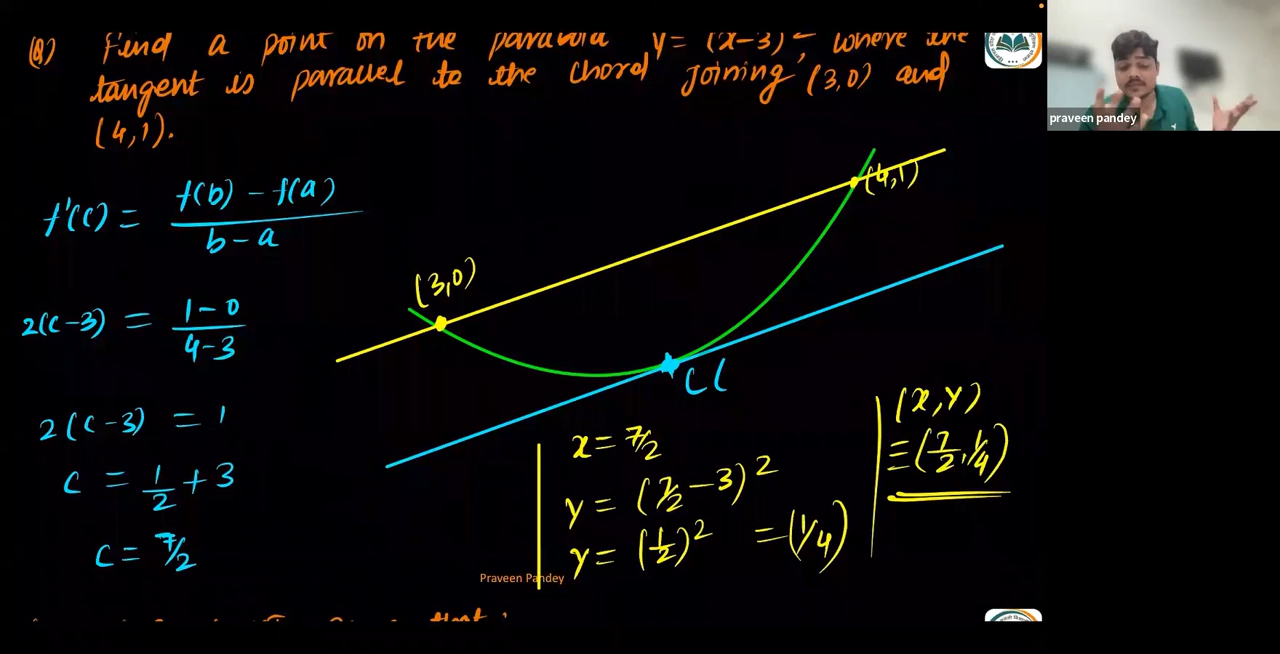 (Q) Find a point on the parabola y = (x-3)², where the
tangent is parallel to the chord joining (3,0) and
(4,1).
f'(c) = f(b) - f(a) / b - a
2(c-3) = 1-0 / 4-3
2(c-3) = 1
c = 1/2 + 3
c = 7/2
(3,0)
(4,1)
x = 7/2
y = (7/2 - 3)²
y = (1/2)² = (1/4)
(x,y)
= (7/2, 1/4)
Praveen Pandey
praveen pandey